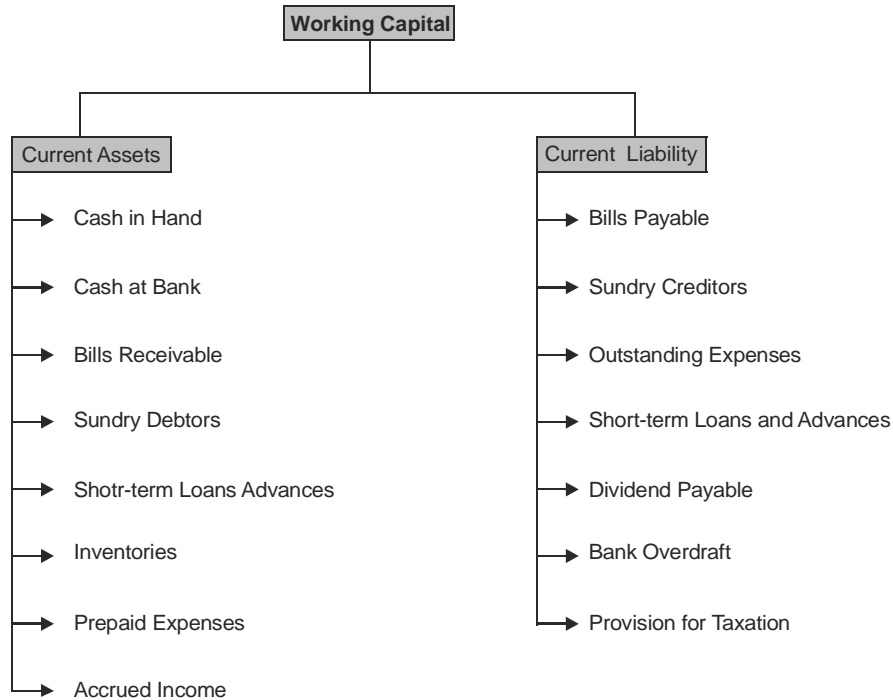 Working Capital
Current Assets
Cash in Hand
Cash at Bank
Bills Receivable
Sundry Debtors
Shotr-term Loans Advances
Inventories
Prepaid Expenses
Accrued Income
Current Liability
Bills Payable
Sundry Creditors
Outstanding Expenses
Short-term Loans and Advances
Dividend Payable
Bank Overdraft
Provision for Taxation